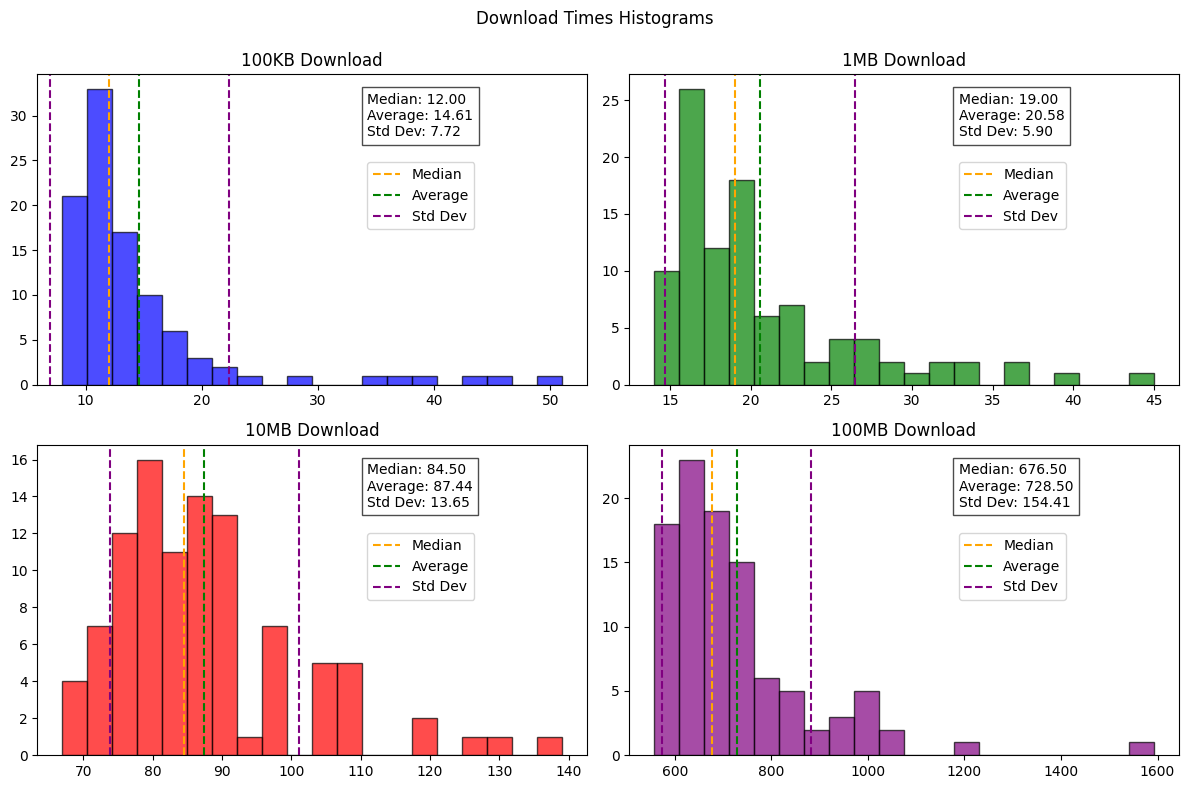 Download Times Histograms
100KB Download
30
25
20
15
10
5
0
10 20 30 40 50
Median: 12.00
Average: 14.61
Std Dev: 7.72
Median
Average
Std Dev
1MB Download
25
20
15
10
5
0
15 20 25 30 35 40 45
Median: 19.00
Average: 20.58
Std Dev: 5.90
Median
Average
Std Dev
10MB Download
16
14
12
10
8
6
4
2
0
70 80 90 100 110 120 130 140
Median: 84.50
Average: 87.44
Std Dev: 13.65
Median
Average
Std Dev
100MB Download
20
15
10
5
0
600 800 1000 1200 1400 1600
Median: 676.50
Average: 728.50
Std Dev: 154.41
Median
Average
Std Dev